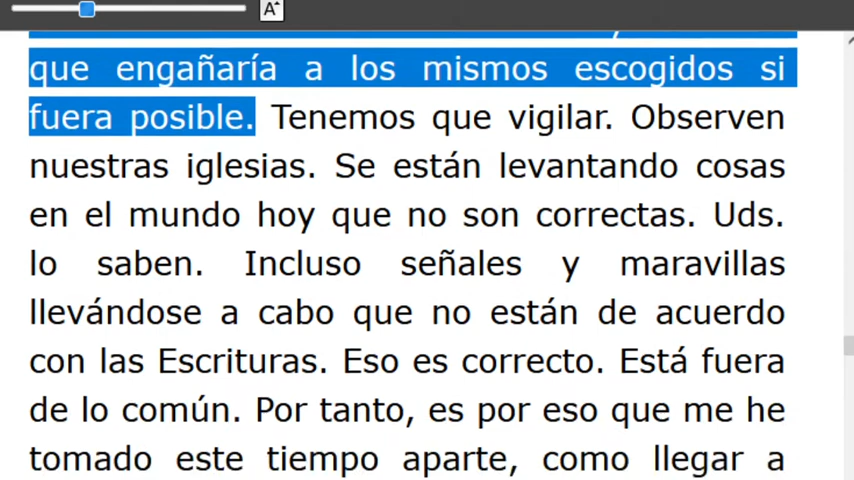 A
que engañaría a los mismos escogidos si
fuera posible. Tenemos que vigilar. Observen
nuestras iglesias. Se están levantando cosas
en el mundo hoy que no son correctas. Uds.
lo saben. Incluso señales y maravillas
llevándose a cabo que no están de acuerdo
con las Escrituras. Eso es correcto. Está fuera
de lo común. Por tanto, es por eso que me he
tomado este tiempo aparte, como llegar a